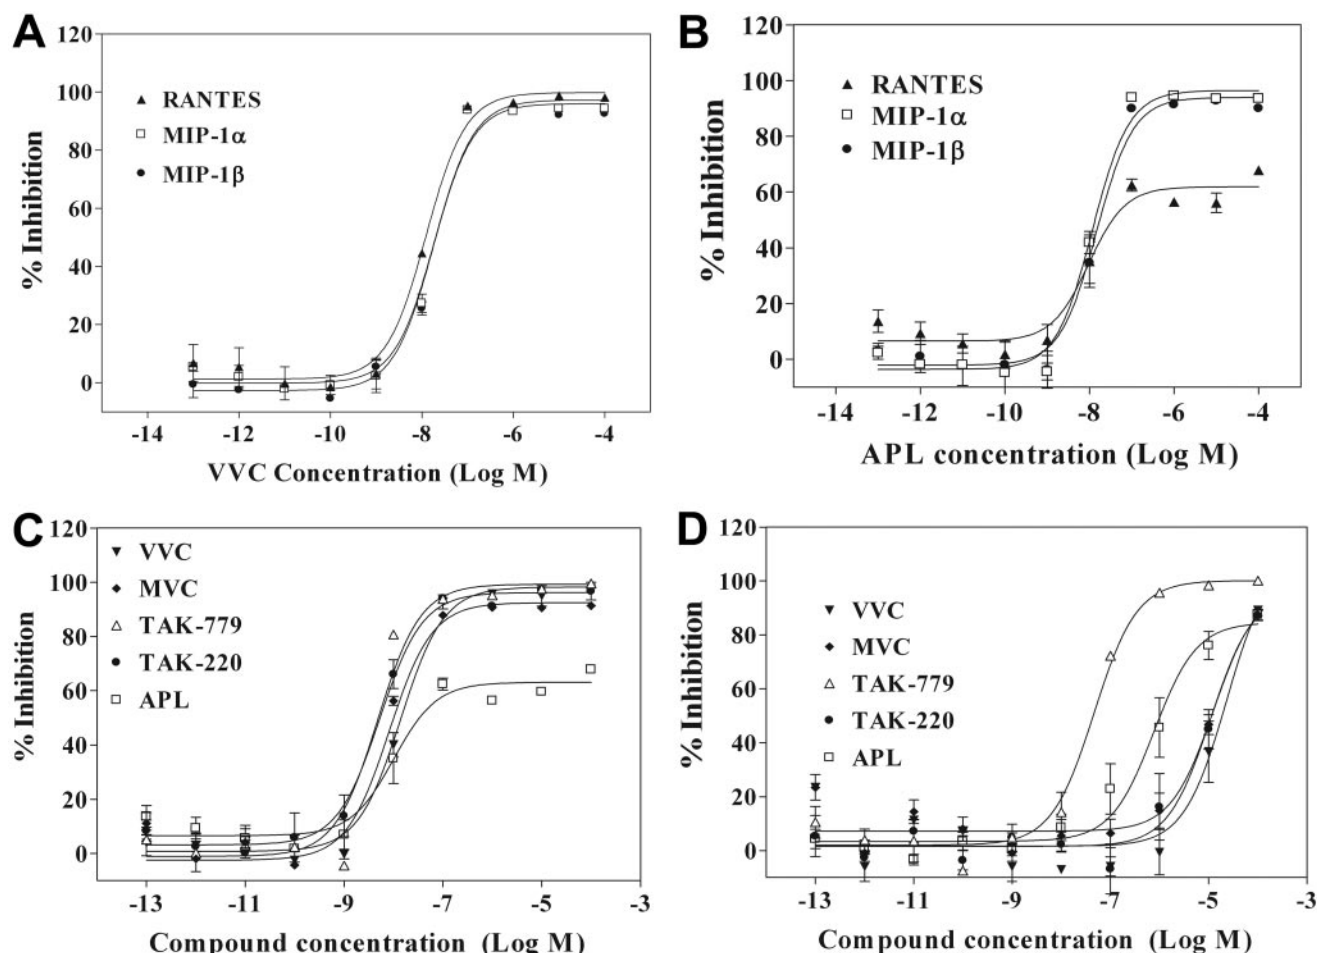 A
120
100
80
60
40
20
0
% Inhibition
RANTES
MIP-1α
MIP-1β
-14 -12 -10 -8 -6 -4
VVC Concentration (Log M)
B
120
100
80
60
40
20
0
% Inhibition
RANTES
MIP-1α
MIP-1β
-14 -12 -10 -8 -6 -4
APL concentration (Log M)
C
120
100
80
60
40
20
0
% Inhibition
VVC
MVC
TAK-779
TAK-220
APL
-13 -11 -9 -7 -5 -3
Compound concentration (Log M)
D
120
100
80
60
40
20
0
% Inhibition
VVC
MVC
TAK-779
TAK-220
APL
-13 -11 -9 -7 -5 -3
Compound concentration (Log M)